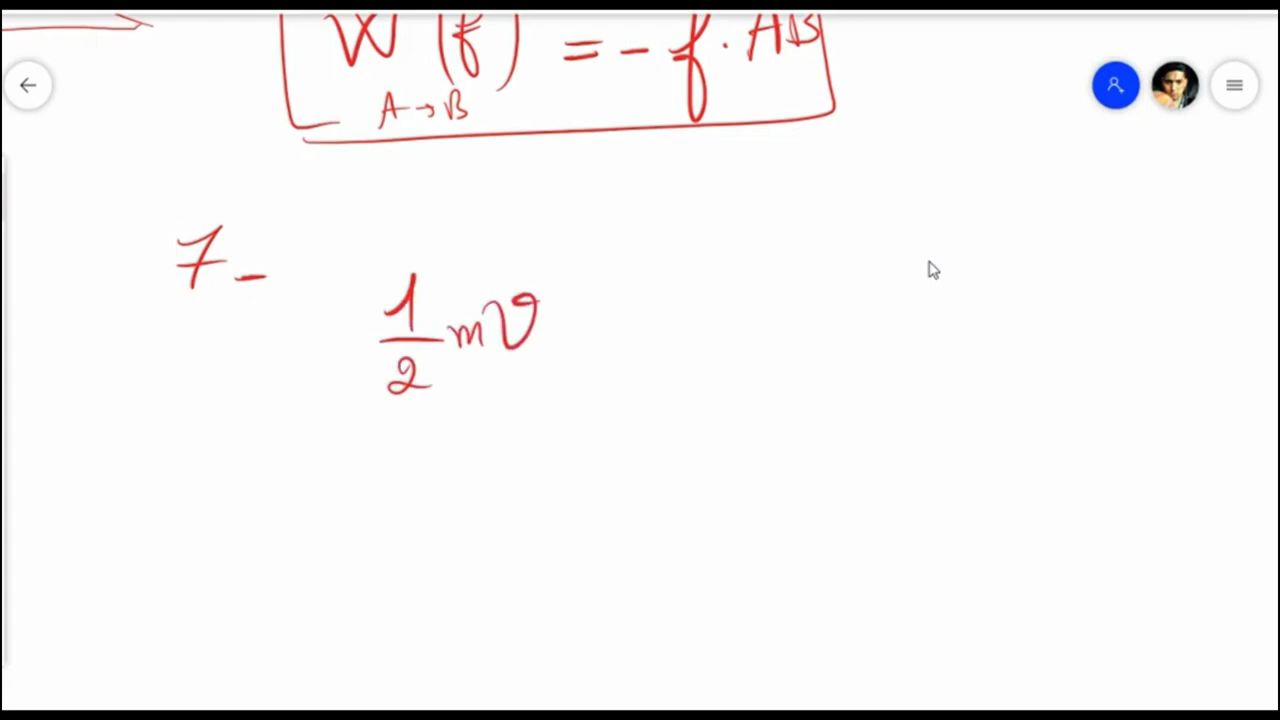 W (f) = - f . AB
A → B
7 -
1/2 mv